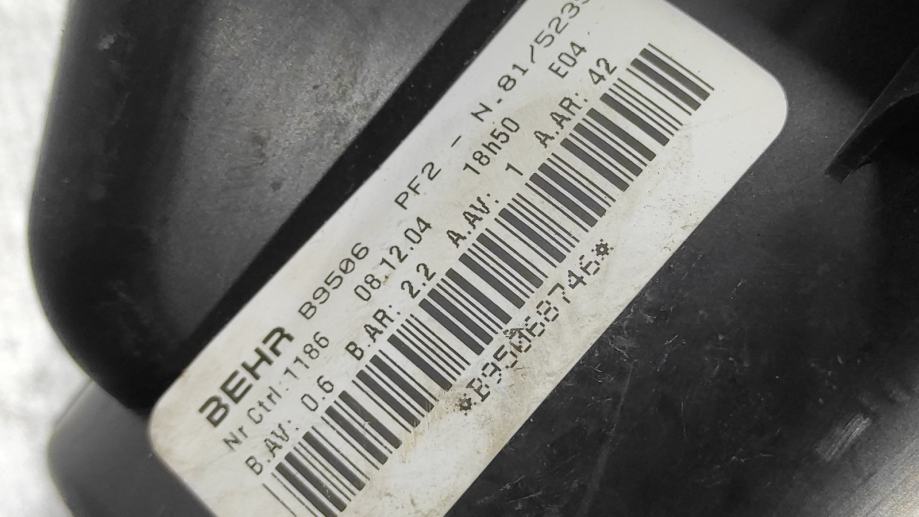 BEHR B9506 PF2 - N.81/5235
Nr Ctrl:1186 08.12.04 18h50 E04
B.AV: 0.6 B.AR: 2.2 A.AV: 1 A.AR: 42
*B95068746*